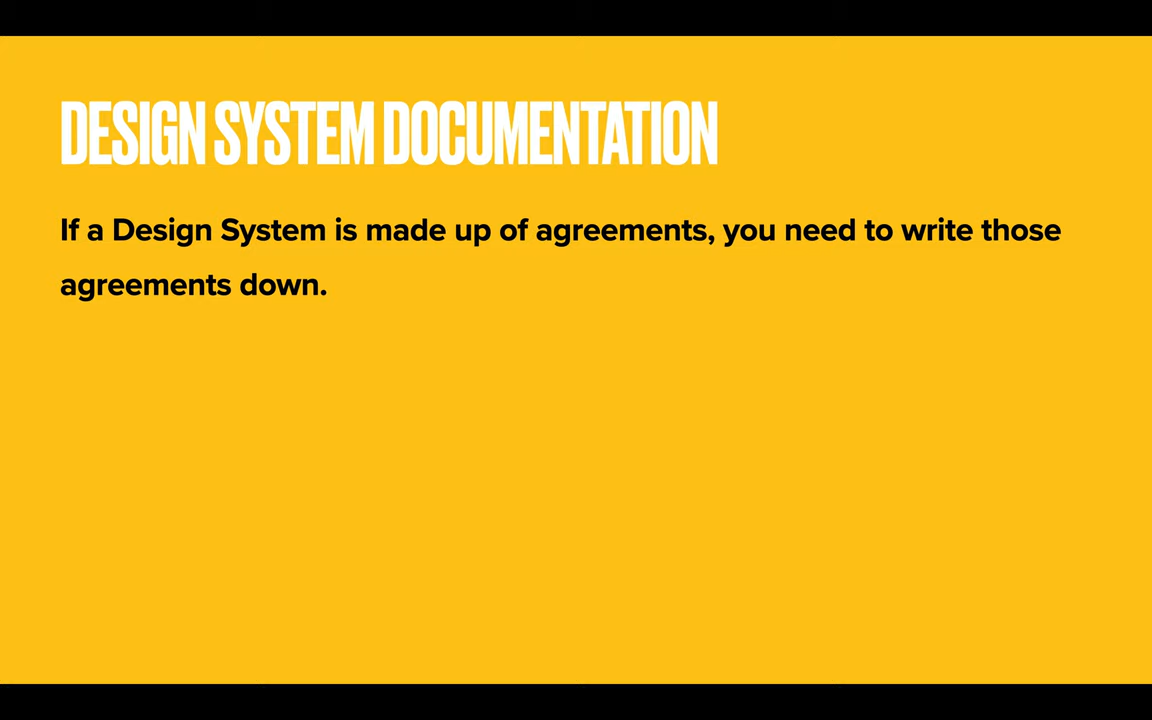 DESIGN SYSTEM DOCUMENTATION
If a Design System is made up of agreements, you need to write those
agreements down.